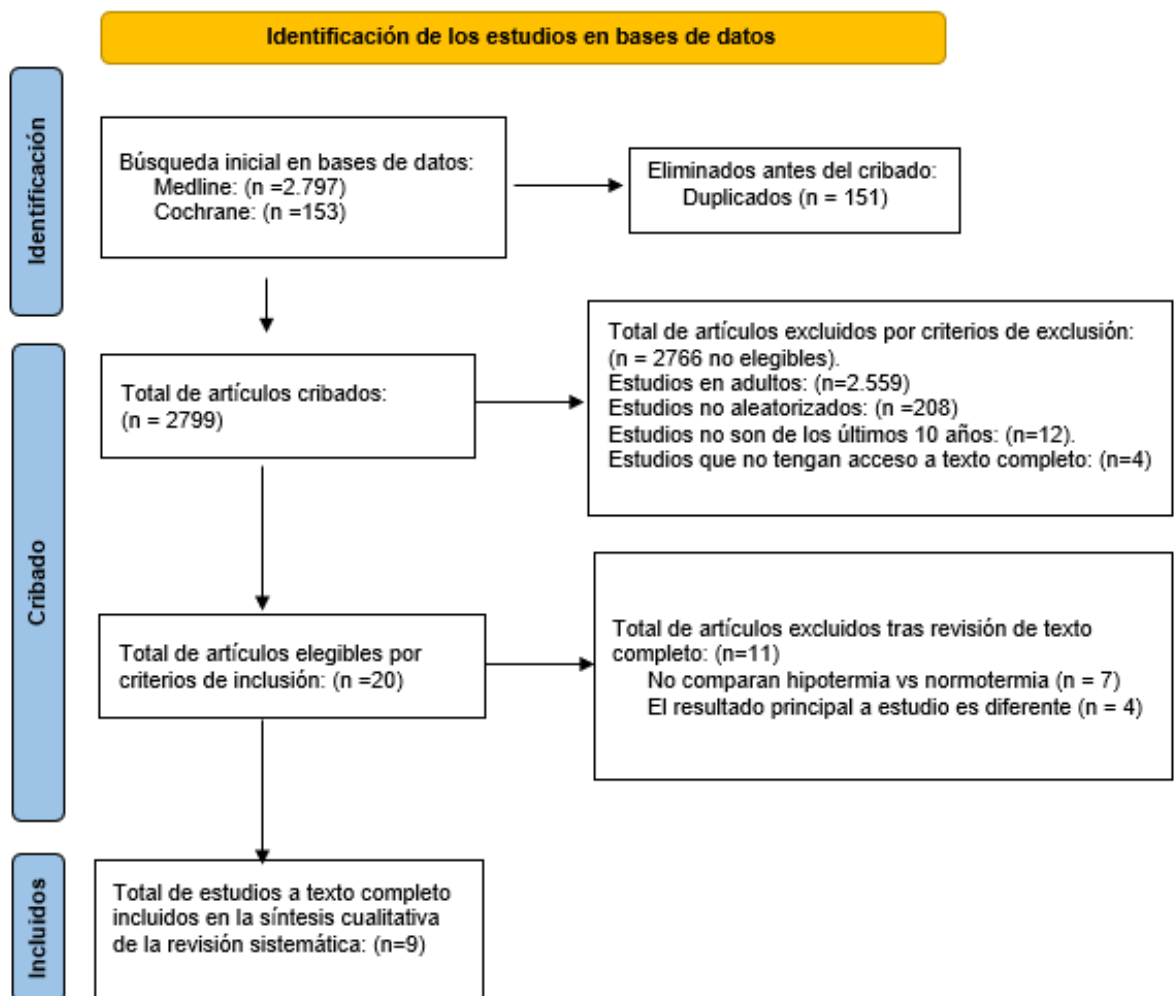 Identificación de los estudios en bases de datos
Identificación
Búsqueda inicial en bases de datos:
Medline: (n =2.797)
Cochrane: (n =153)
Eliminados antes del cribado:
Duplicados (n = 151)
Cribado
Total de artículos cribados:
(n = 2799)
Total de artículos excluidos por criterios de exclusión:
(n = 2766 no elegibles).
Estudios en adultos: (n=2.559)
Estudios no aleatorizados: (n =208)
Estudios no son de los últimos 10 años: (n=12).
Estudios que no tengan acceso a texto completo: (n=4)
Total de artículos elegibles por
criterios de inclusión: (n =20)
Total de artículos excluidos tras revisión de texto
completo: (n=11)
No comparan hipotermia vs normotermia (n = 7)
El resultado principal a estudio es diferente (n = 4)
Incluidos
Total de estudios a texto completo
incluidos en la síntesis cualitativa
de la revisión sistemática: (n=9)